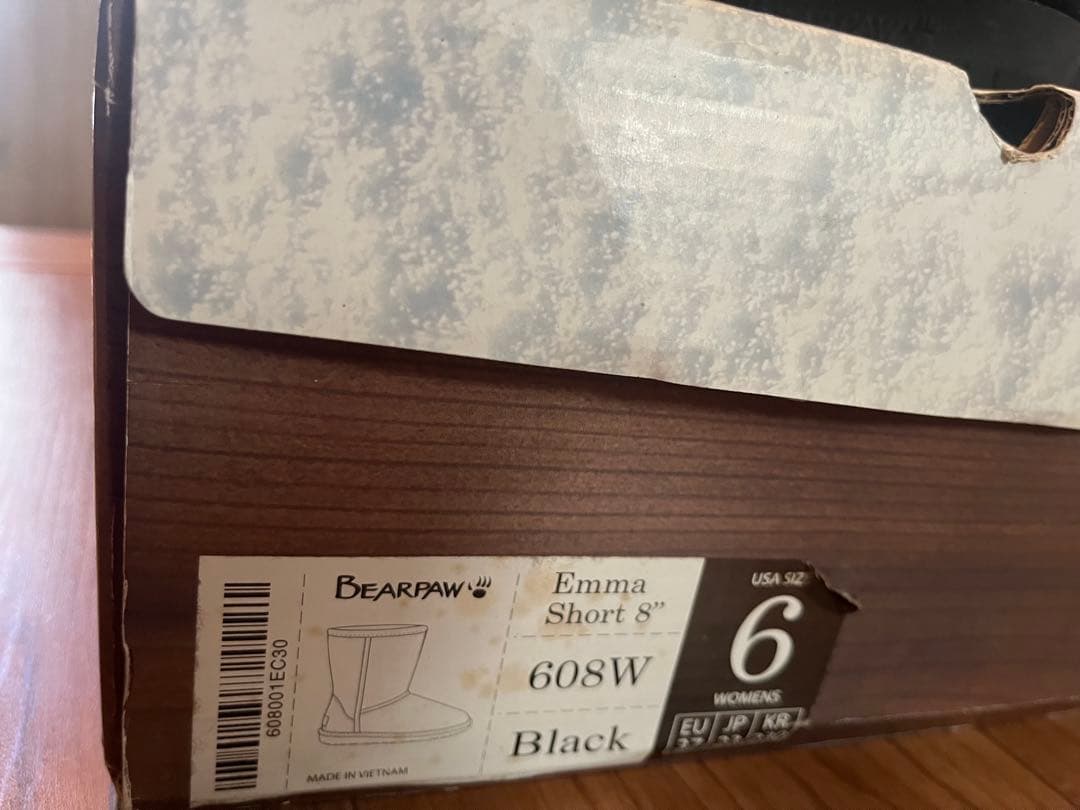 608001EC30
BEARPAW
MADE IN VIETNAM
Emma
Short 8”
608W
Black
USA SIZ
6
WOMENS
EU JP KR